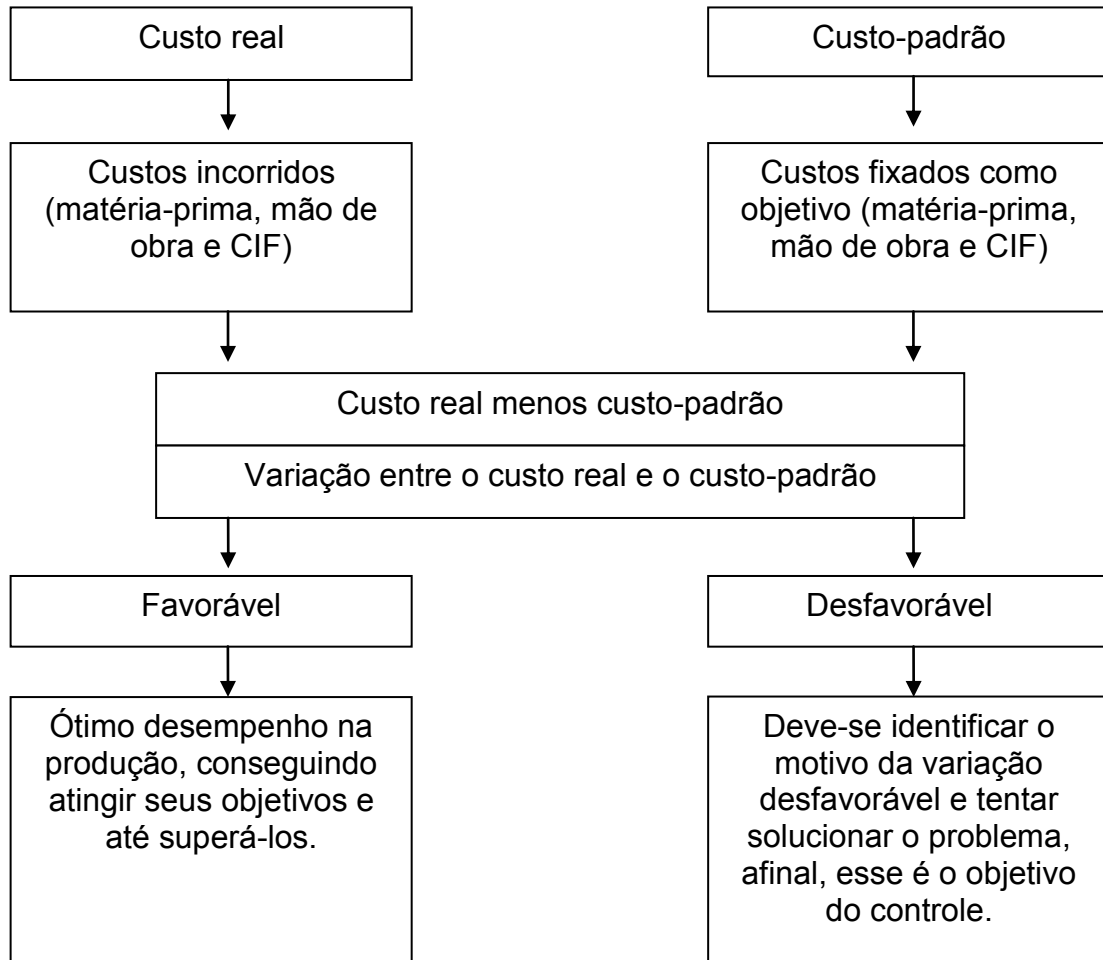 Custo real
Custo-padrão
Custos incorridos
(matéria-prima, mão de
obra e CIF)
Custos fixados como
objetivo (matéria-prima,
mão de obra e CIF)
Custo real menos custo-padrão
Variação entre o custo real e o custo-padrão
Favorável
Desfavorável
Ótimo desempenho na
produção, conseguindo
atingir seus objetivos e
até superá-los.
Deve-se identificar o
motivo da variação
desfavorável e tentar
solucionar o problema,
afinal, esse é o objetivo
do controle.